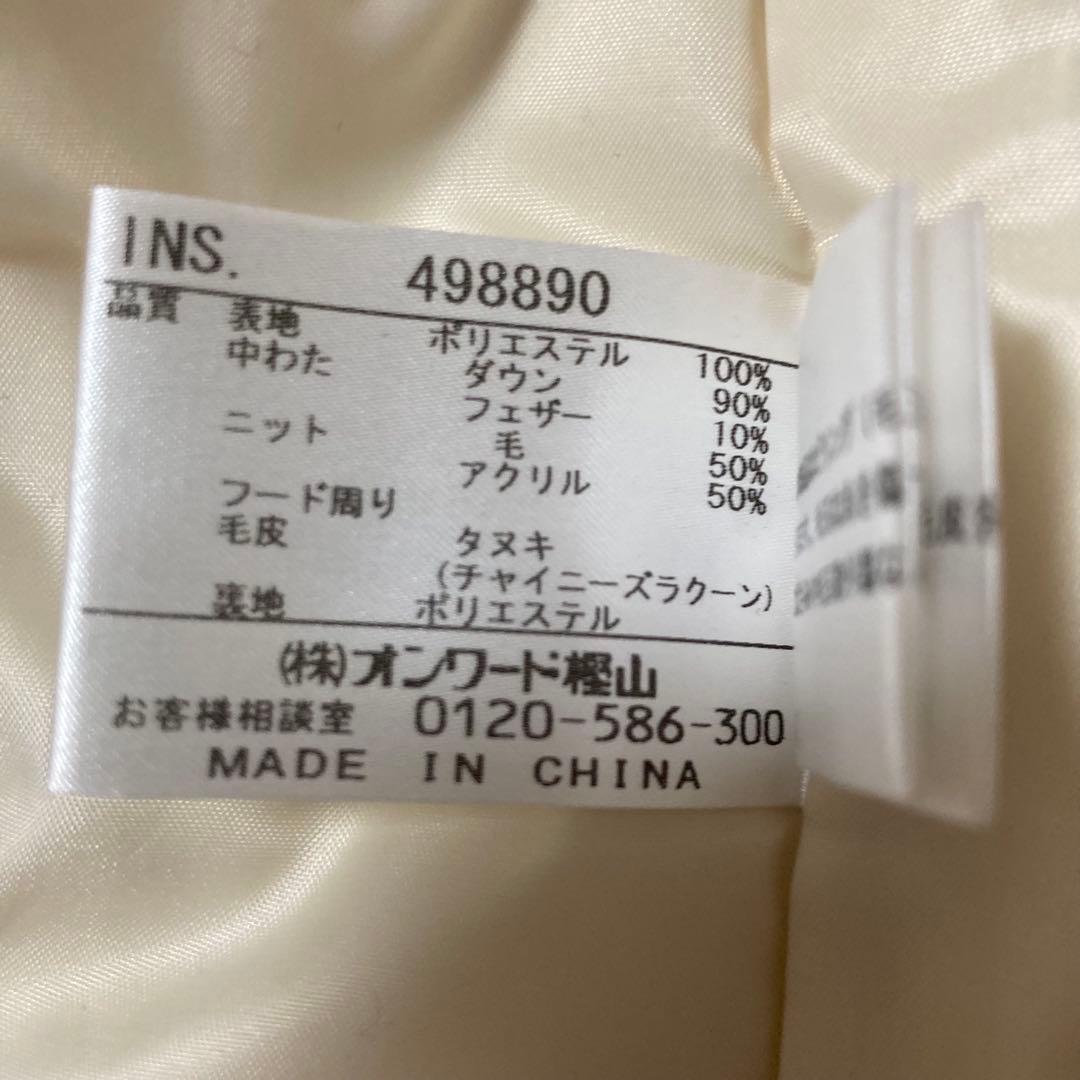 INS. 498890
品質 表地 ポリエステル 100%
中わた ダウン 90%
フェザー 10%
ニット 毛 50%
アクリル 50%
フード周り
毛皮 タヌキ
(チャイニーズラクーン)
裏地 ポリエステル
(株)オンワード樫山
お客様相談室 0120-586-300
MADE IN CHINA